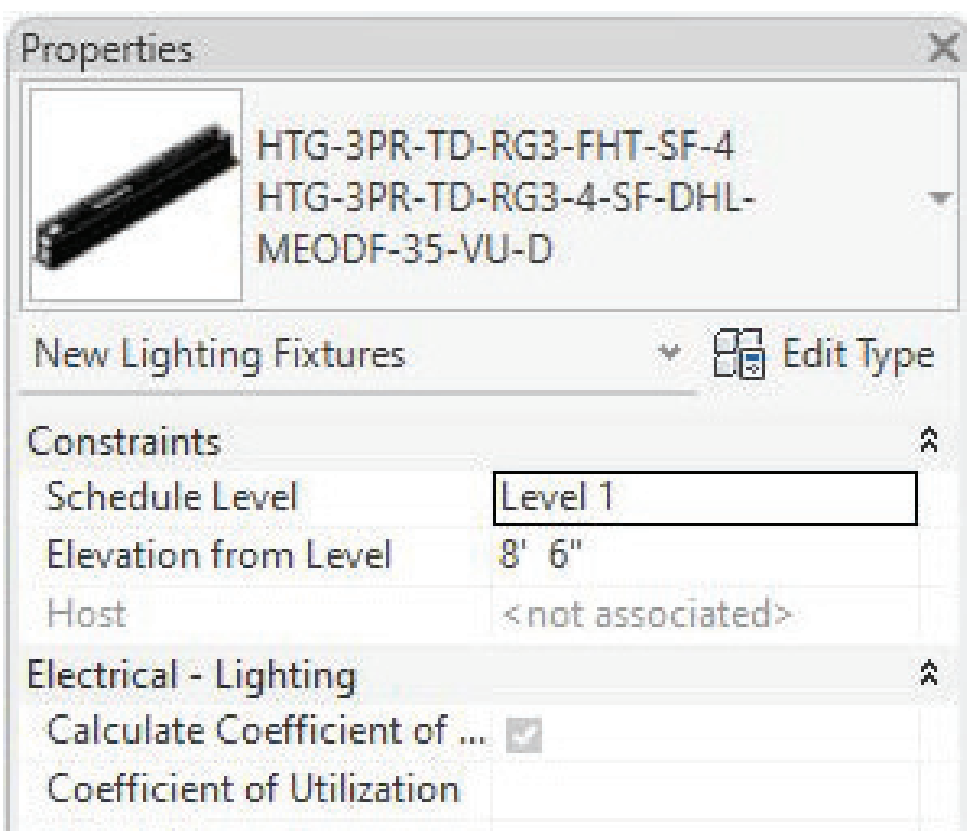 Properties
HTG-3PR-TD-RG3-FHT-SF-4
HTG-3PR-TD-RG3-4-SF-DHL-
MEODF-35-VU-D
New Lighting Fixtures Edit Type
Constraints
Schedule Level Level 1
Elevation from Level 8' 6"
Host <not associated>
Electrical - Lighting
Calculate Coefficient of ...
Coefficient of Utilization